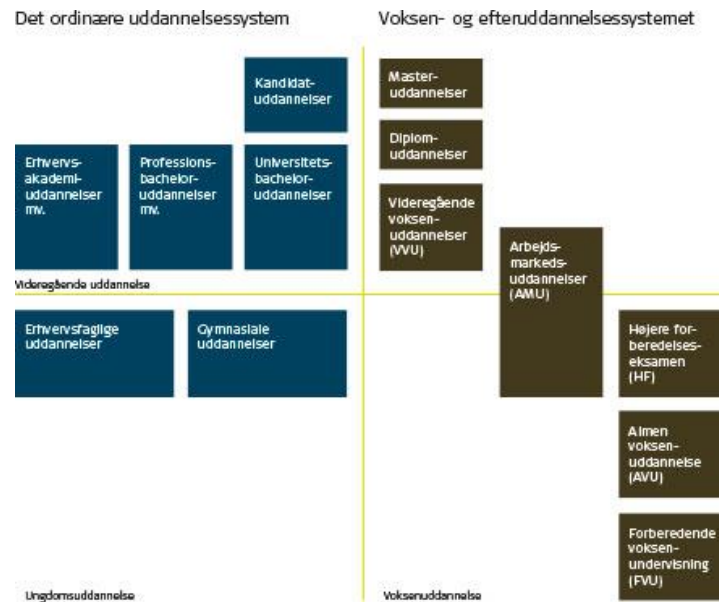 Det ordinære uddannelsessystem
Voksen- og efteruddannelsessystemet
Kandidat-
uddannelser
Erhvervs-
akademi-
uddannelser
mv.
Professions-
bachelor-
uddannelser
mv.
Universitets-
bachelor-
uddannelser
Videregående uddannelse
Erhvervsfaglige
uddannelser
Gymnasiale
uddannelser
Ungdomsuddannelse
Master-
uddannelser
Diplom-
uddannelser
Videregående
voksen-
uddannelser
(VVU)
Arbejds-
markeds-
uddannelser
(AMU)
Højere for-
beredelses-
eksamen
(HF)
Almen
voksen-
uddannelse
(AVU)
Forberedende
voksen-
undervisning
(FVU)
Voksenuddannelse